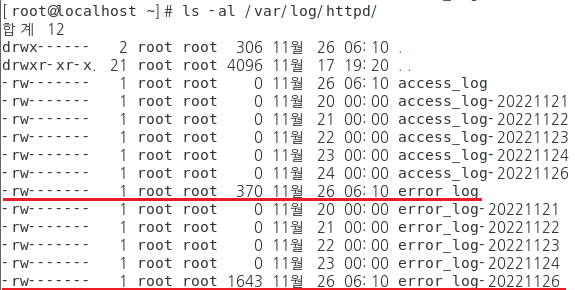 [root@localhost ~]# ls -al /var/log/httpd/
합계 12
drwx------   2 root root  306 11월  26 06:10 .
drwxr-xr-x. 21 root root 4096 11월  17 19:20 ..
-rw-------   1 root root    0 11월  26 06:10 access_log
-rw-------   1 root root    0 11월  20 00:00 access_log-20221121
-rw-------   1 root root    0 11월  21 00:00 access_log-20221122
-rw-------   1 root root    0 11월  22 00:00 access_log-20221123
-rw-------   1 root root    0 11월  23 00:00 access_log-20221124
-rw-------   1 root root    0 11월  24 00:00 access_log-20221126
-rw-------   1 root root  370 11월  26 06:10 error_log
-rw-------   1 root root    0 11월  20 00:00 error_log-20221121
-rw-------   1 root root    0 11월  21 00:00 error_log-20221122
-rw-------   1 root root    0 11월  22 00:00 error_log-20221123
-rw-------   1 root root    0 11월  23 00:00 error_log-20221124
-rw-------   1 root root 1643 11월  26 06:10 error_log-20221126